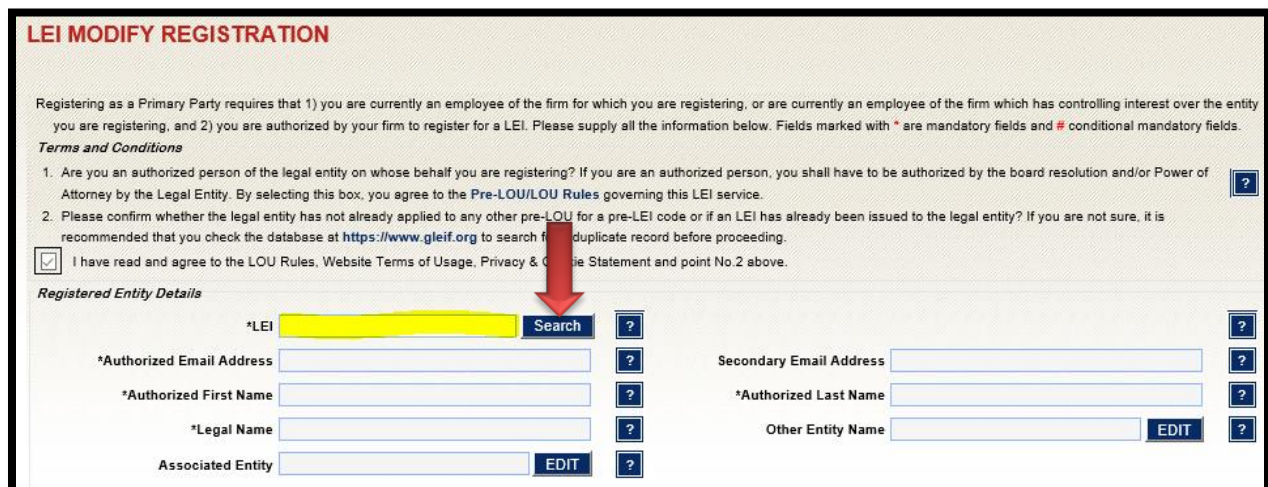 LEI MODIFY REGISTRATION
Registering as a Primary Party requires that 1) you are currently an employee of the firm for which you are registering, or are currently an employee of the firm which has controlling interest over the entity
you are registering, and 2) you are authorized by your firm to register for a LEI. Please supply all the information below. Fields marked with * are mandatory fields and # conditional mandatory fields.
Terms and Conditions
1. Are you an authorized person of the legal entity on whose behalf you are registering? If you are an authorized person, you shall have to be authorized by the board resolution and/or Power of
Attorney by the Legal Entity. By selecting this box, you agree to the Pre-LOU/LOU Rules governing this LEI service. ?
2. Please confirm whether the legal entity has not already applied to any other pre-LOU for a pre-LEI code or if an LEI has already been issued to the legal entity? If you are not sure, it is
recommended that you check the database at https://www.gleif.org to search duplicate record before proceeding.
I have read and agree to the LOU Rules, Website Terms of Usage, Privacy & Statement and point No.2 above.
Registered Entity Details
*LEI Search ? ?
*Authorized Email Address ? Secondary Email Address ?
*Authorized First Name ? *Authorized Last Name ?
*Legal Name ? Other Entity Name EDIT ?
Associated Entity EDIT ?